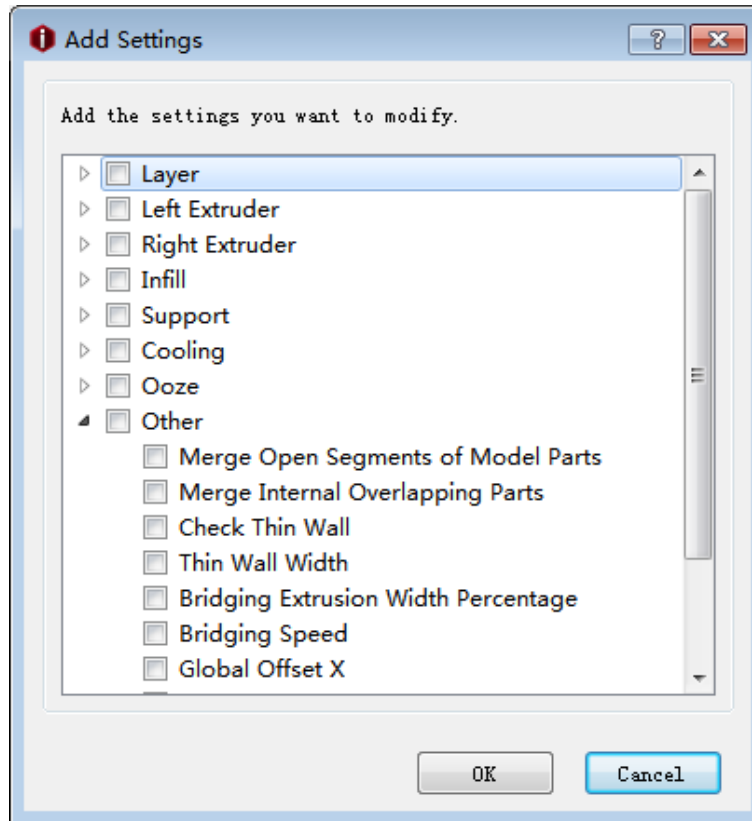 Add Settings
Add the settings you want to modify.
Layer
Left Extruder
Right Extruder
Infill
Support
Cooling
Ooze
Other
Merge Open Segments of Model Parts
Merge Internal Overlapping Parts
Check Thin Wall
Thin Wall Width
Bridging Extrusion Width Percentage
Bridging Speed
Global Offset X
OK Cancel